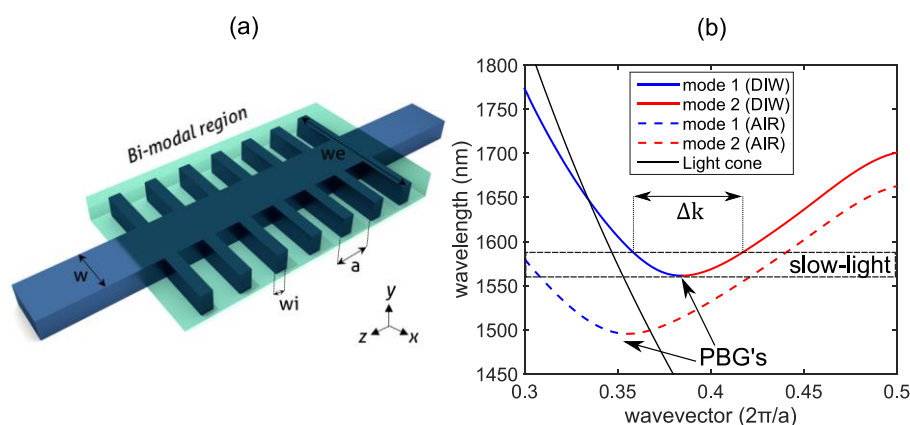 (a)
Bi-modal region
we
w
wi
a
y
z
x
(b)
1800
1750
1700
1650
1600
1550
1500
1450
wavelength (nm)
mode 1 (DIW)
mode 2 (DIW)
mode 1 (AIR)
mode 2 (AIR)
Light cone
Δk
slow-light
PBG's
0.3
0.35
0.4
0.45
0.5
wavevector (2π/a)